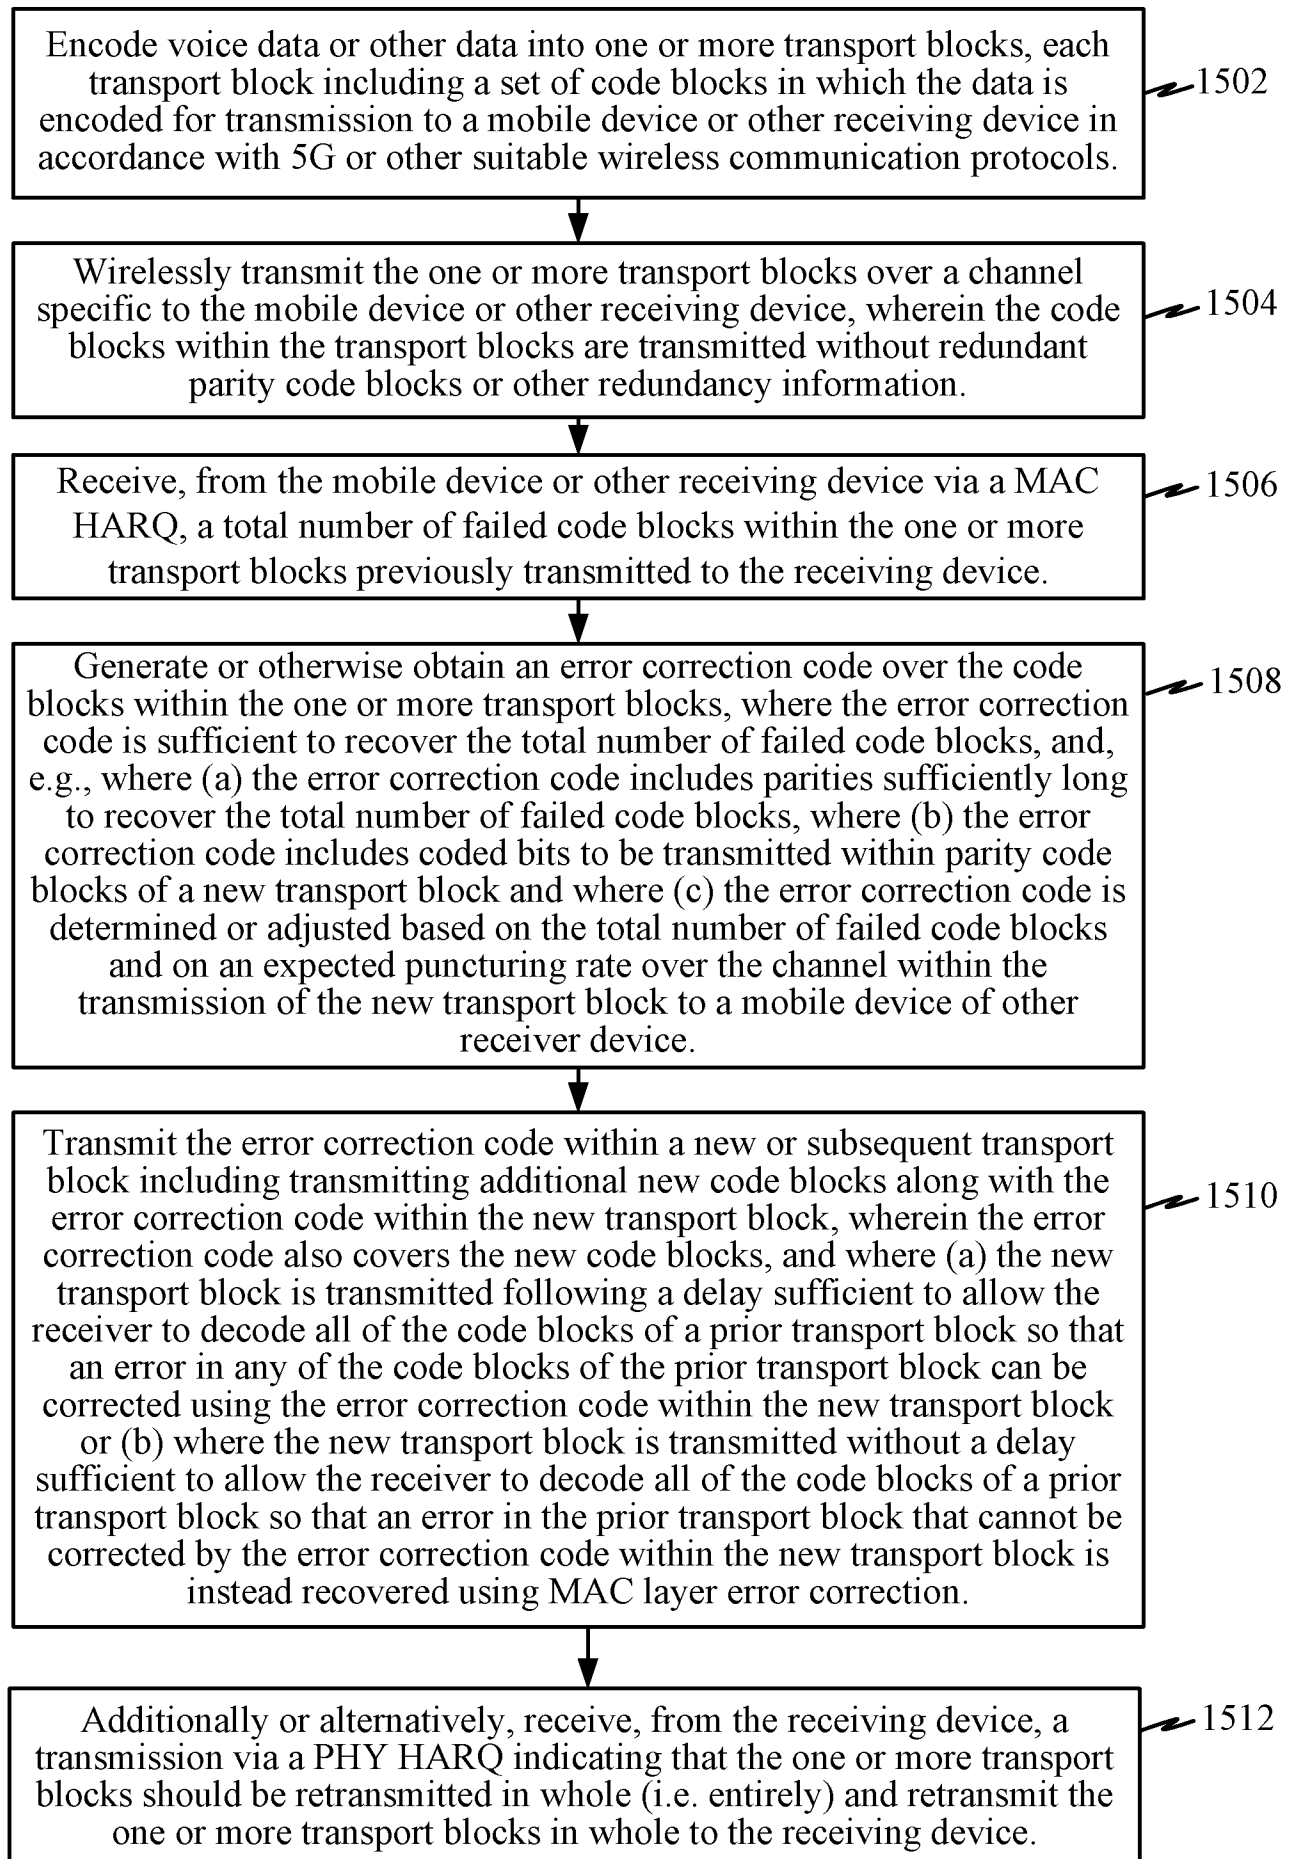 Encode voice data or other data into one or more transport blocks, each
transport block including a set of code blocks in which the data is
encoded for transmission to a mobile device or other receiving device in
accordance with 5G or other suitable wireless communication protocols.
1502
Wirelessly transmit the one or more transport blocks over a channel
specific to the mobile device or other receiving device, wherein the code
blocks within the transport blocks are transmitted without redundant
parity code blocks or other redundancy information.
1504
Receive, from the mobile device or other receiving device via a MAC
HARQ, a total number of failed code blocks within the one or more
transport blocks previously transmitted to the receiving device.
1506
Generate or otherwise obtain an error correction code over the code
blocks within the one or more transport blocks, where the error correction
code is sufficient to recover the total number of failed code blocks, and,
e.g., where (a) the error correction code includes parities sufficiently long
to recover the total number of failed code blocks, where (b) the error
correction code includes coded bits to be transmitted within parity code
blocks of a new transport block and where (c) the error correction code is
determined or adjusted based on the total number of failed code blocks
and on an expected puncturing rate over the channel within the
transmission of the new transport block to a mobile device of other
receiver device.
1508
Transmit the error correction code within a new or subsequent transport
block including transmitting additional new code blocks along with the
error correction code within the new transport block, wherein the error
correction code also covers the new code blocks, and where (a) the new
transport block is transmitted following a delay sufficient to allow the
receiver to decode all of the code blocks of a prior transport block so that
an error in any of the code blocks of the prior transport block can be
corrected using the error correction code within the new transport block
or (b) where the new transport block is transmitted without a delay
sufficient to allow the receiver to decode all of the code blocks of a prior
transport block so that an error in the prior transport block that cannot be
corrected by the error correction code within the new transport block is
instead recovered using MAC layer error correction.
1510
Additionally or alternatively, receive, from the receiving device, a
transmission via a PHY HARQ indicating that the one or more transport
blocks should be retransmitted in whole (i.e. entirely) and retransmit the
one or more transport blocks in whole to the receiving device.
1512